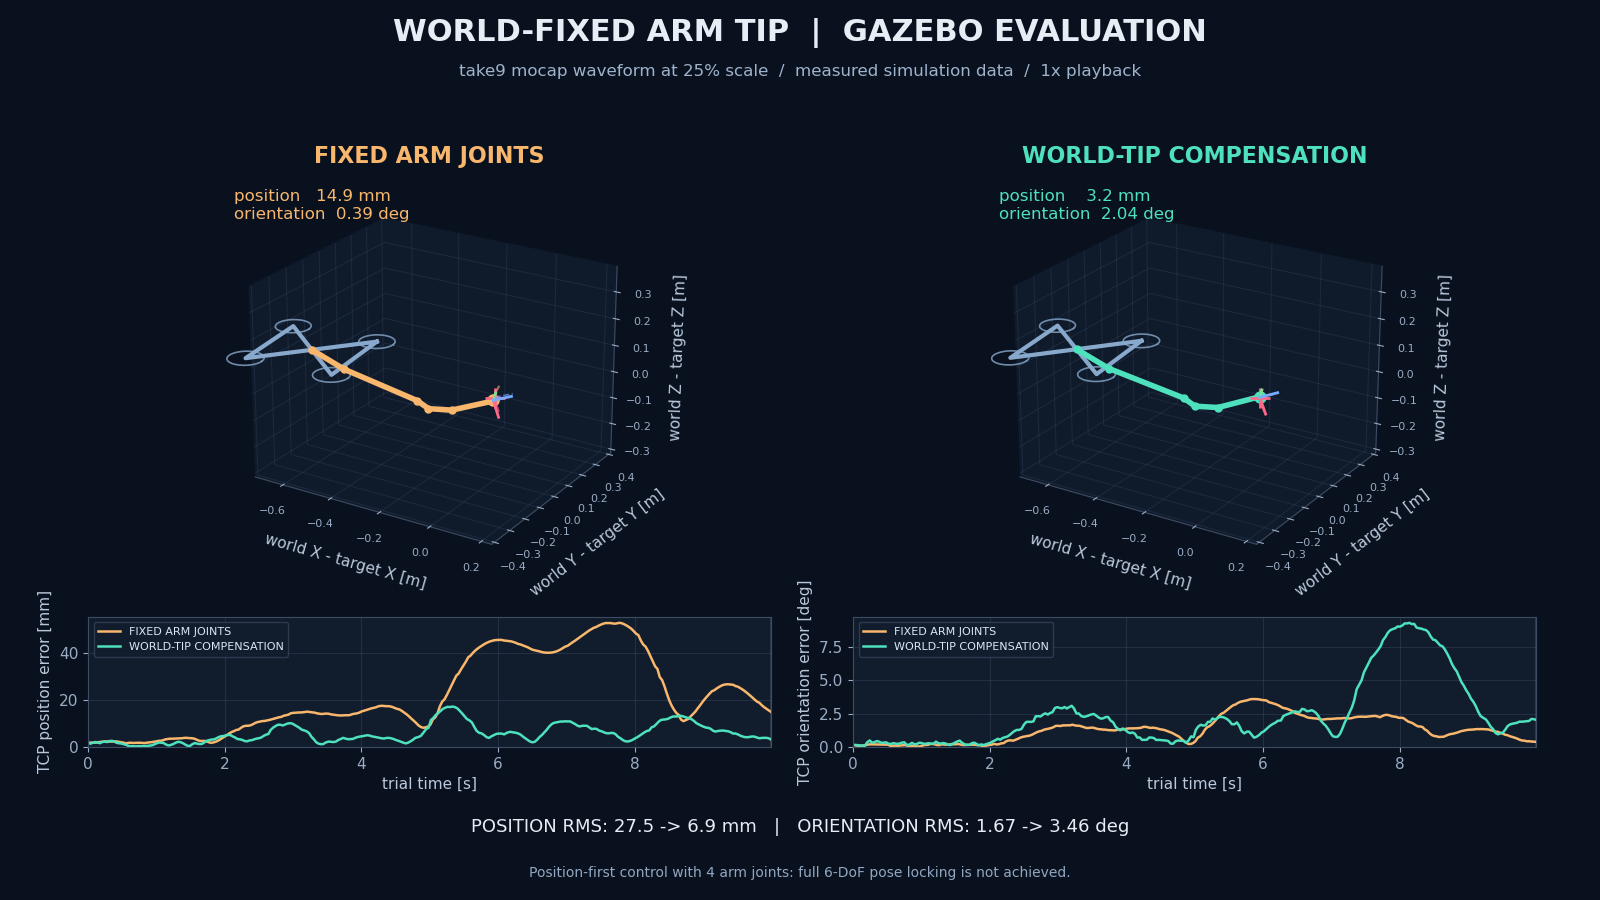 WORLD-FIXED ARM TIP | GAZEBO EVALUATION
take9 mocap waveform at 25% scale / measured simulation data / 1x playback
FIXED ARM JOINTS
position 14.9 mm
orientation 0.39 deg
0.3
0.2
0.1
0.0
−0.1
−0.2
−0.3
world Z - target Z [m]
−0.6
−0.4
−0.2
0.0
0.2
world X - target X [m]
−0.4
−0.3
−0.2
−0.1
0.0
0.1
0.2
0.3
0.4
world Y - target Y [m]
WORLD-TIP COMPENSATION
position 3.2 mm
orientation 2.04 deg
0.3
0.2
0.1
0.0
−0.1
−0.2
−0.3
world Z - target Z [m]
−0.6
−0.4
−0.2
0.0
0.2
world X - target X [m]
−0.4
−0.3
−0.2
−0.1
0.0
0.1
0.2
0.3
0.4
world Y - target Y [m]
TCP position error [mm]
40
20
0
FIXED ARM JOINTS
WORLD-TIP COMPENSATION
0 2 4 6 8
trial time [s]
TCP orientation error [deg]
7.5
5.0
2.5
0.0
FIXED ARM JOINTS
WORLD-TIP COMPENSATION
0 2 4 6 8
trial time [s]
POSITION RMS: 27.5 -> 6.9 mm | ORIENTATION RMS: 1.67 -> 3.46 deg
Position-first control with 4 arm joints: full 6-DoF pose locking is not achieved.